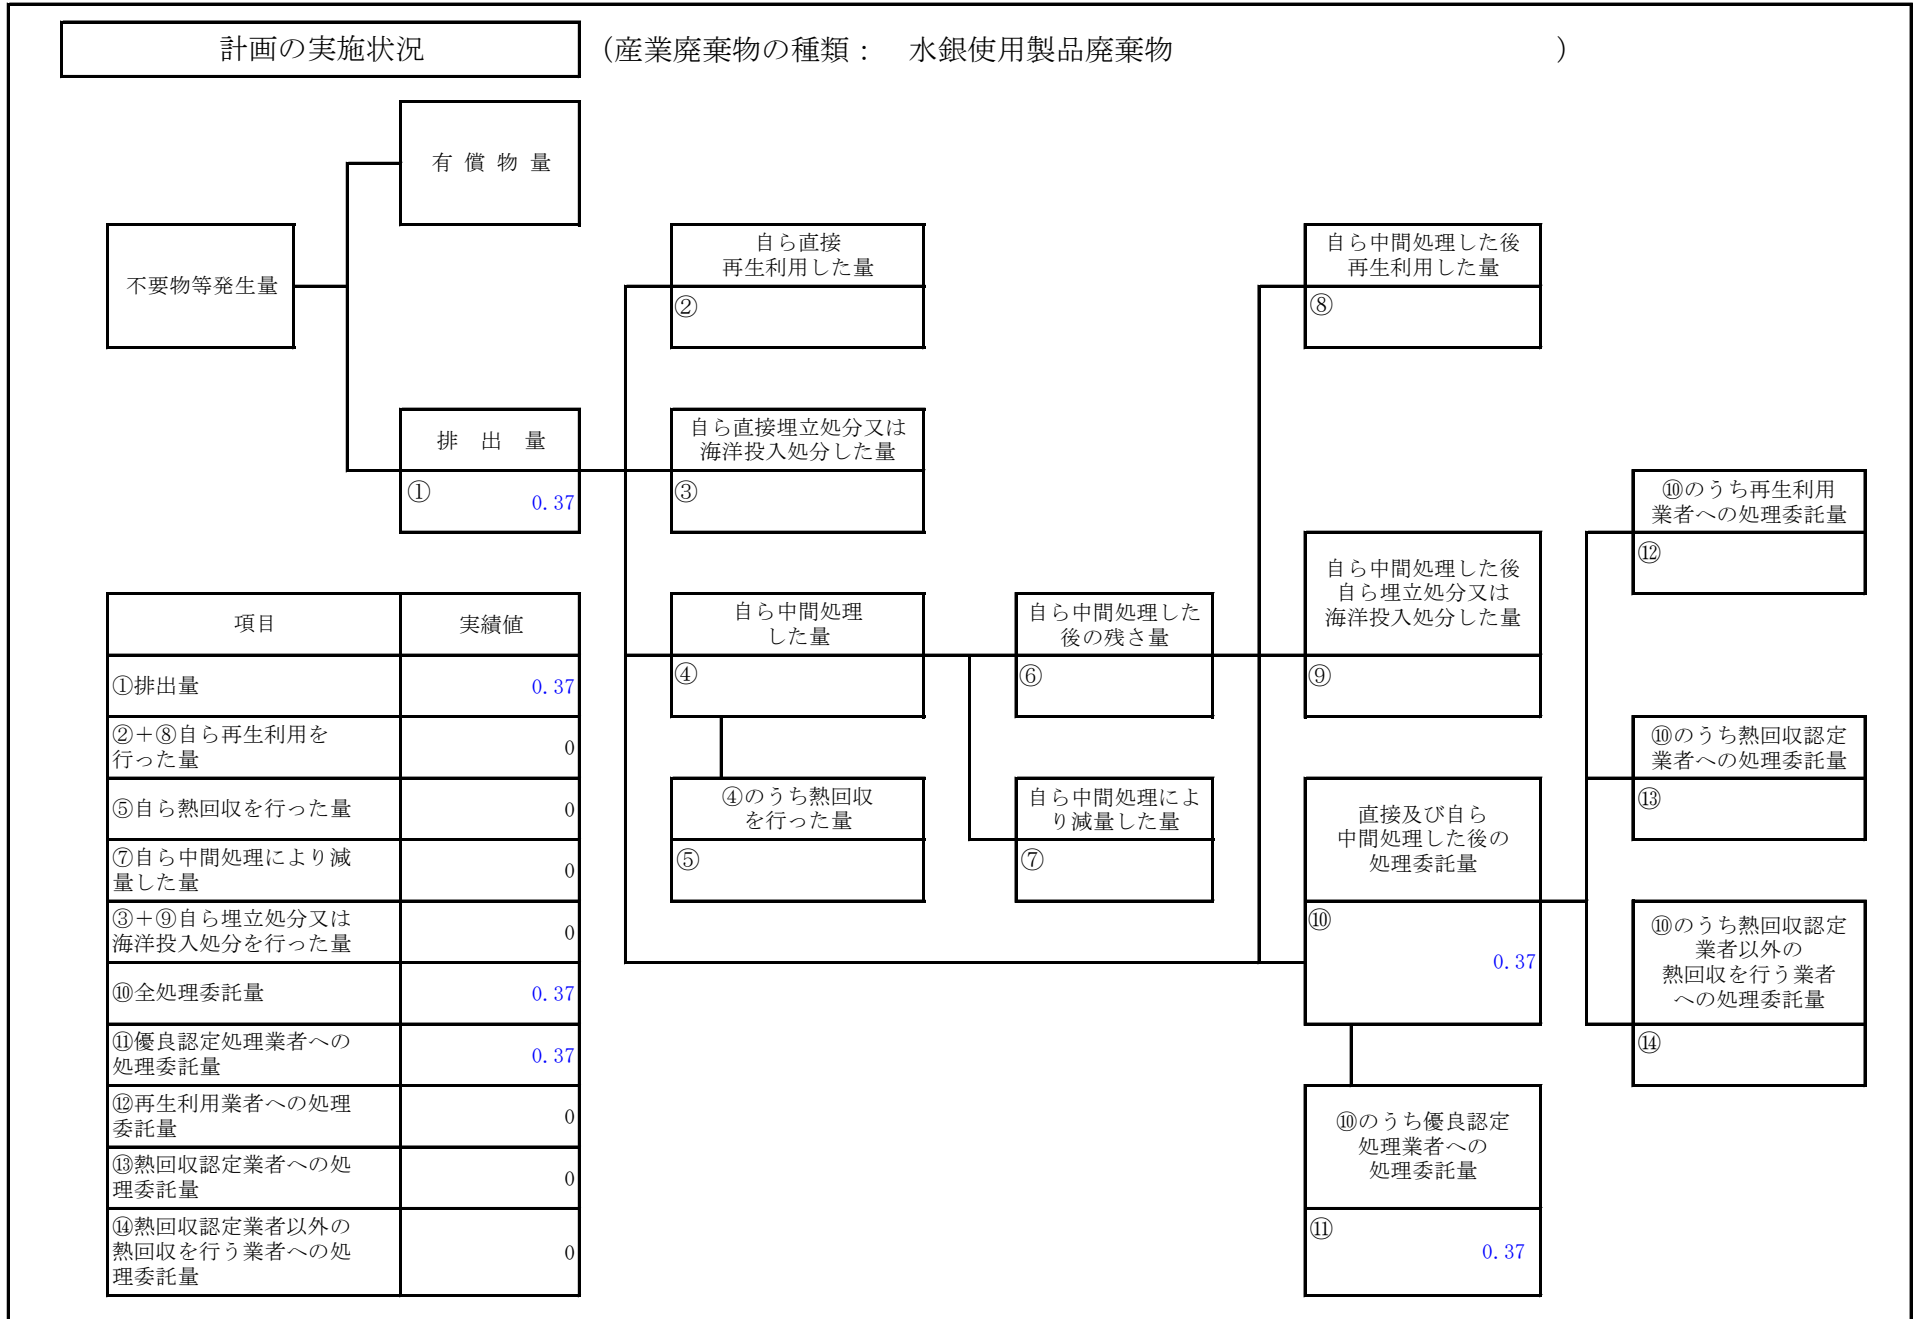 計画の実施状況
(産業廃棄物の種類： 水銀使用製品廃棄物 )
有 償 物 量
不要物等発生量
自ら直接
再生利用した量
②
自ら中間処理した後
再生利用した量
⑧
排 出 量
① 0.37
自ら直接埋立処分又は
海洋投入処分した量
③
⑩のうち再生利用
業者への処理委託量
⑫
自ら中間処理した後
自ら埋立処分又は
海洋投入処分した量
⑨
自ら中間処理
した量
④
自ら中間処理した
後の残さ量
⑥
④のうち熱回収
を行った量
⑤
自ら中間処理によ
り減量した量
⑦
⑩のうち熱回収認定
業者への処理委託量
⑬
直接及び自ら
中間処理した後の
処理委託量
⑩
0.37
⑩のうち熱回収認定
業者以外の
熱回収を行う業者
への処理委託量
⑭
⑩のうち優良認定
処理業者への
処理委託量
⑪
0.37
項目 実績値
①排出量 0.37
②＋⑧自ら再生利用を
行った量 0
⑤自ら熱回収を行った量 0
⑦自ら中間処理により減
量した量 0
③＋⑨自ら埋立処分又は
海洋投入処分を行った量 0
⑩全処理委託量 0.37
⑪優良認定処理業者への
処理委託量 0.37
⑫再生利用業者への処理
委託量 0
⑬熱回収認定業者への処
理委託量 0
⑭熱回収認定業者以外の
熱回収を行う業者への処
理委託量 0